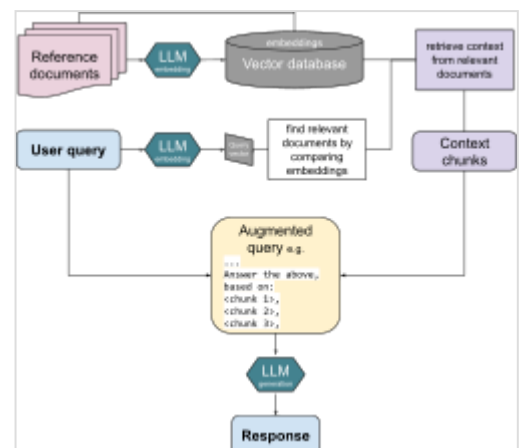 Reference
documents
LLM
embedding
embeddings
Vector database
retrieve context
from relevant
documents
User query
LLM
embedding
Query
vector
find relevant
documents by
comparing
embeddings
Context
chunks
Augmented
query e.g.
...
Answer the above,
based on:
<chunk 1>,
<chunk 2>,
<chunk 3>,
LLM
generation
Response